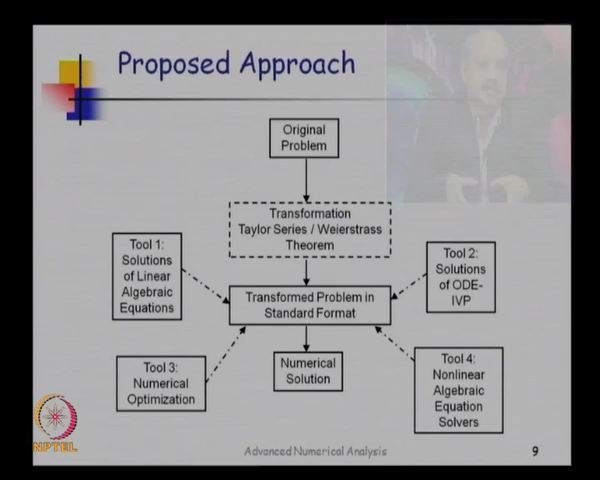 Proposed Approach
Original
Problem
Transformation
Taylor Series / Weierstrass
Theorem
Tool 1:
Solutions
of Linear
Algebraic
Equations
Tool 2:
Solutions
of ODE-
IVP
Transformed Problem in
Standard Format
Tool 3:
Numerical
Optimization
Numerical
Solution
Tool 4:
Nonlinear
Algebraic
Equation
Solvers
NPTEL
Advanced Numerical Analysis
9